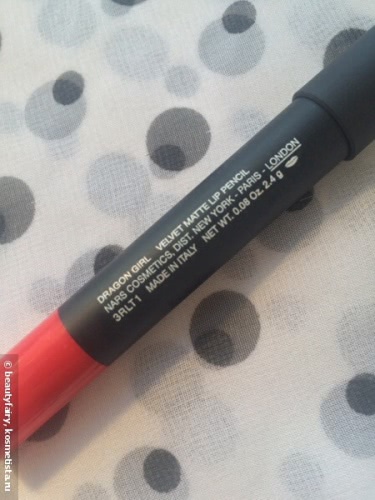 DRAGON GIRL VELVET MATTE LIP PENCIL
NARS COSMETICS, DIST. NEW YORK - PARIS - LONDON
3RLT1 MADE IN ITALY NET WT. 0.08 Oz. 2.4 g
© beautyfairy, kosmetista.ru